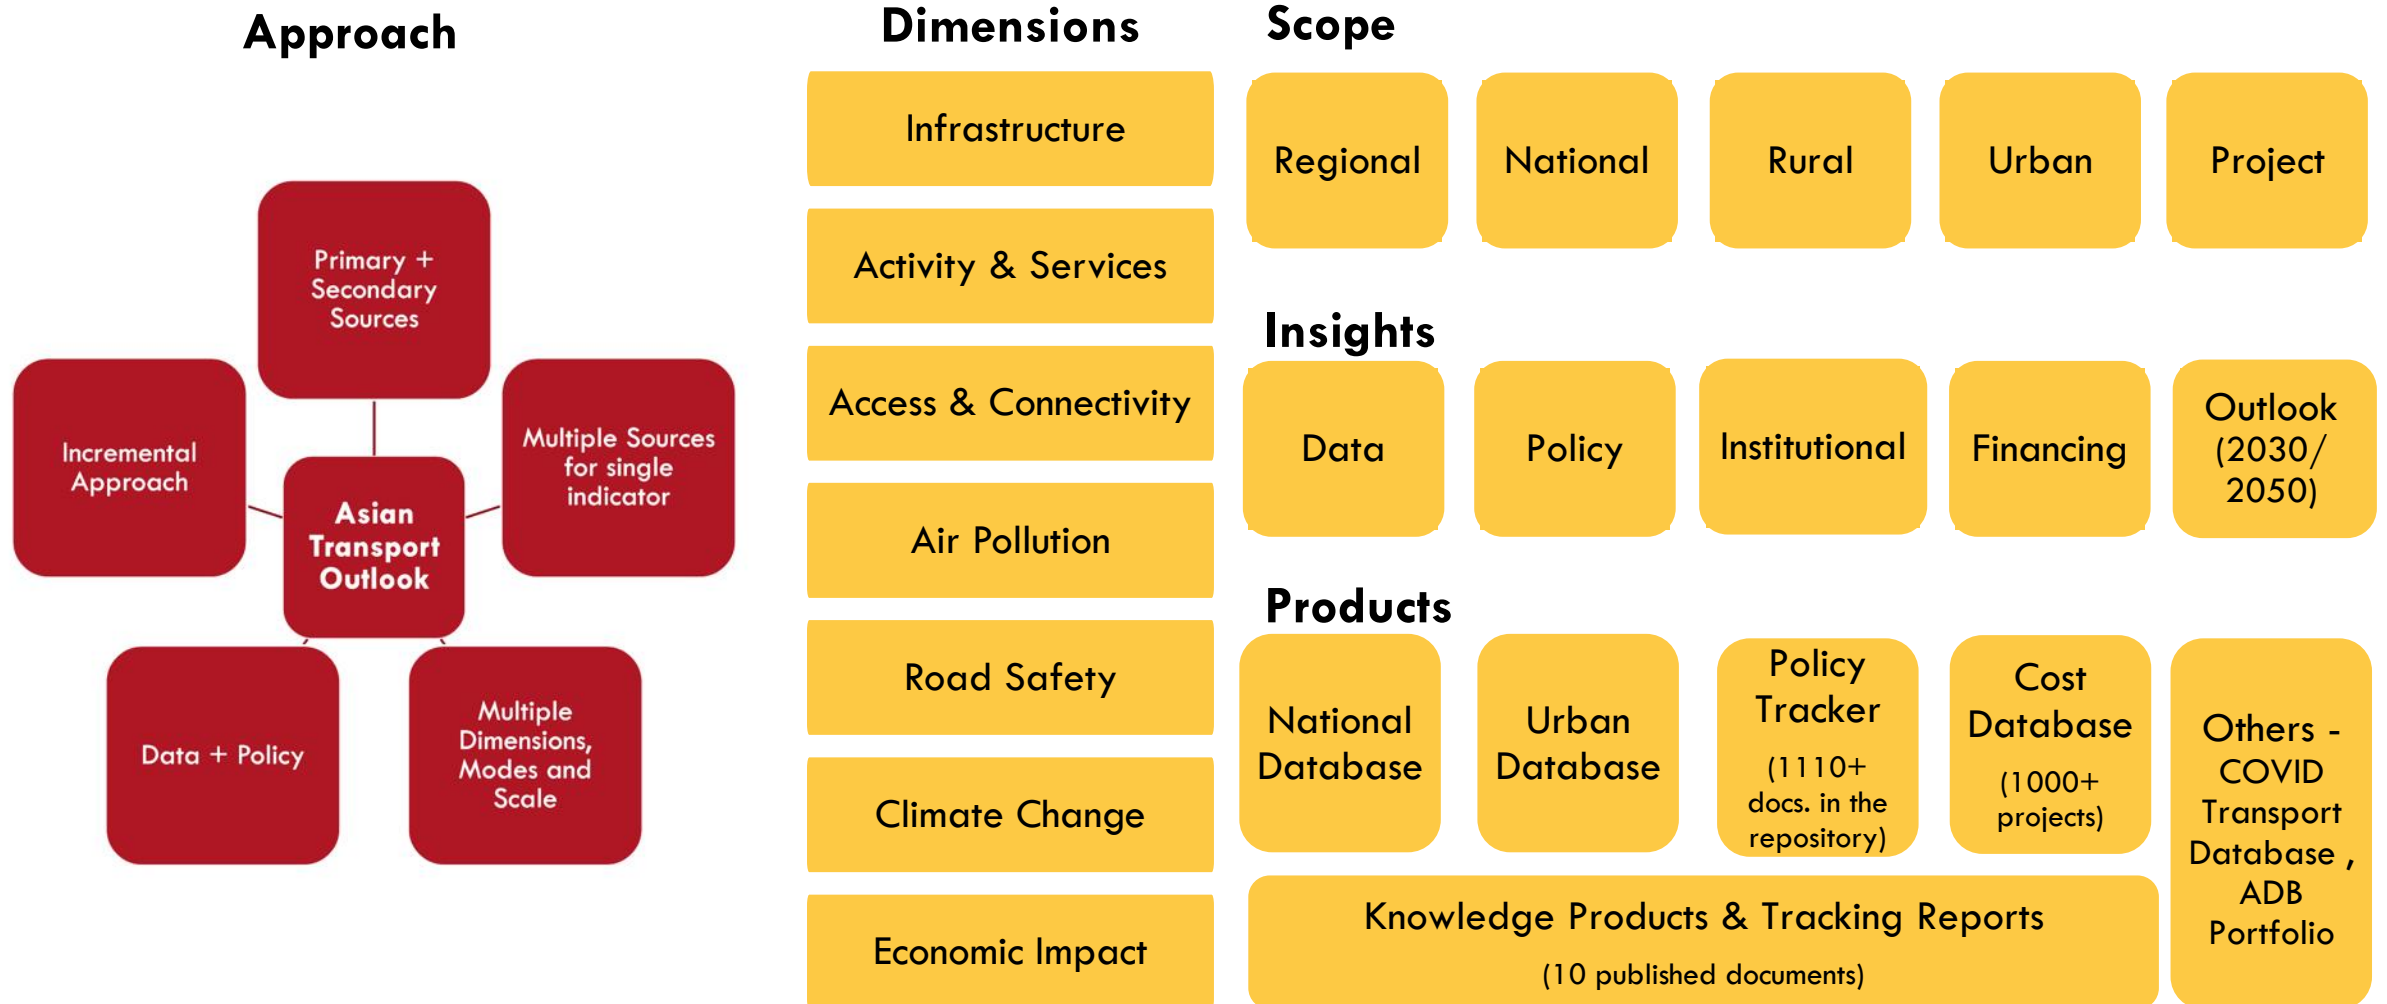 Approach
Primary +
Secondary
Sources
Incremental
Approach
Multiple Sources
for single
indicator
Asian
Transport
Outlook
Data + Policy
Multiple
Dimensions,
Modes and
Scale
Dimensions
Infrastructure
Activity & Services
Access & Connectivity
Air Pollution
Road Safety
Climate Change
Economic Impact
Scope
Regional
National
Rural
Urban
Project
Insights
Data
Policy
Institutional
Financing
Outlook
(2030/
2050)
Products
National
Database
Urban
Database
Policy
Tracker
(1110+
docs. in the
repository)
Cost
Database
(1000+
projects)
Others -
COVID
Transport
Database ,
ADB
Portfolio
Knowledge Products & Tracking Reports
(10 published documents)